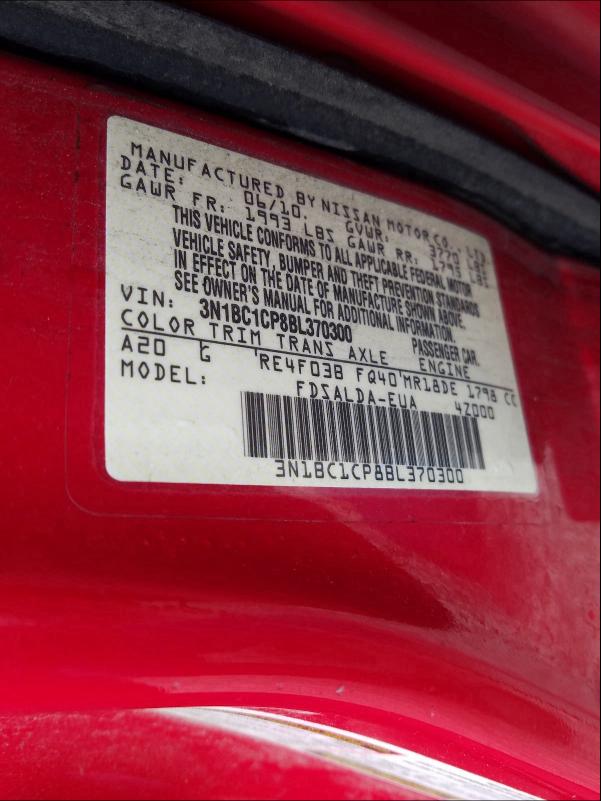 MANUFACTURED BY NISSAN MOTOR CO., LTD.
DATE: 06/10. GVWR: 3770 LBS
GAWR FR: 1993 LBS GAWR RR: 1793 LBS
THIS VEHICLE CONFORMS TO ALL APPLICABLE FEDERAL MOTOR
VEHICLE SAFETY, BUMPER AND THEFT PREVENTION STANDARDS
IN EFFECT ON THE DATE OF MANUFACTURE SHOWN ABOVE.
SEE OWNER'S MANUAL FOR ADDITIONAL INFORMATION.
VIN: 3N1BC1CP8BL370300 PASSENGER CAR.
COLOR TRIM TRANS AXLE ENGINE
A20 G RE4F03B FQ40 MR18DE 1798 CC
MODEL: FDSALDA-EUA 4Z000
3N1BC1CP8BL370300